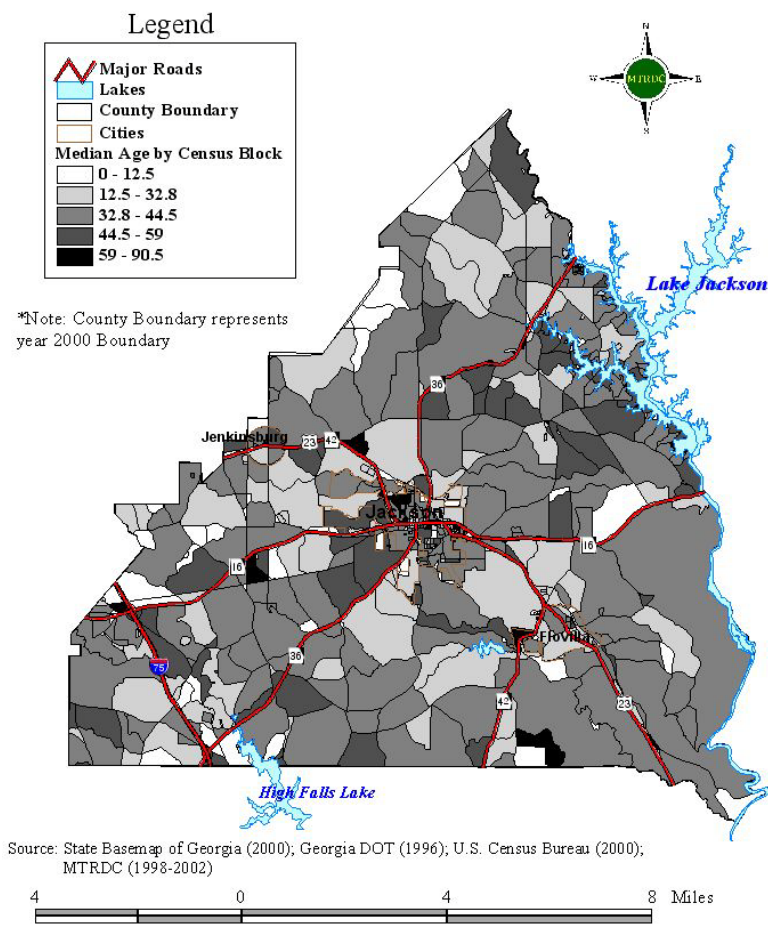 Legend
Major Roads
Lakes
County Boundary
Cities
Median Age by Census Block
0 - 12.5
12.5 - 32.8
32.8 - 44.5
44.5 - 59
59 - 90.5
N
W MTRDC E
S
*Note: County Boundary represents
year 2000 Boundary
Lake Jackson
36
Jenkinsburg
23 42
Jackson
16
16
Flovilla
36
75
42
23
High Falls Lake
Source: State Basemap of Georgia (2000); Georgia DOT (1996); U.S. Census Bureau (2000);
MTRDC (1998-2002)
4 0 4 8 Miles